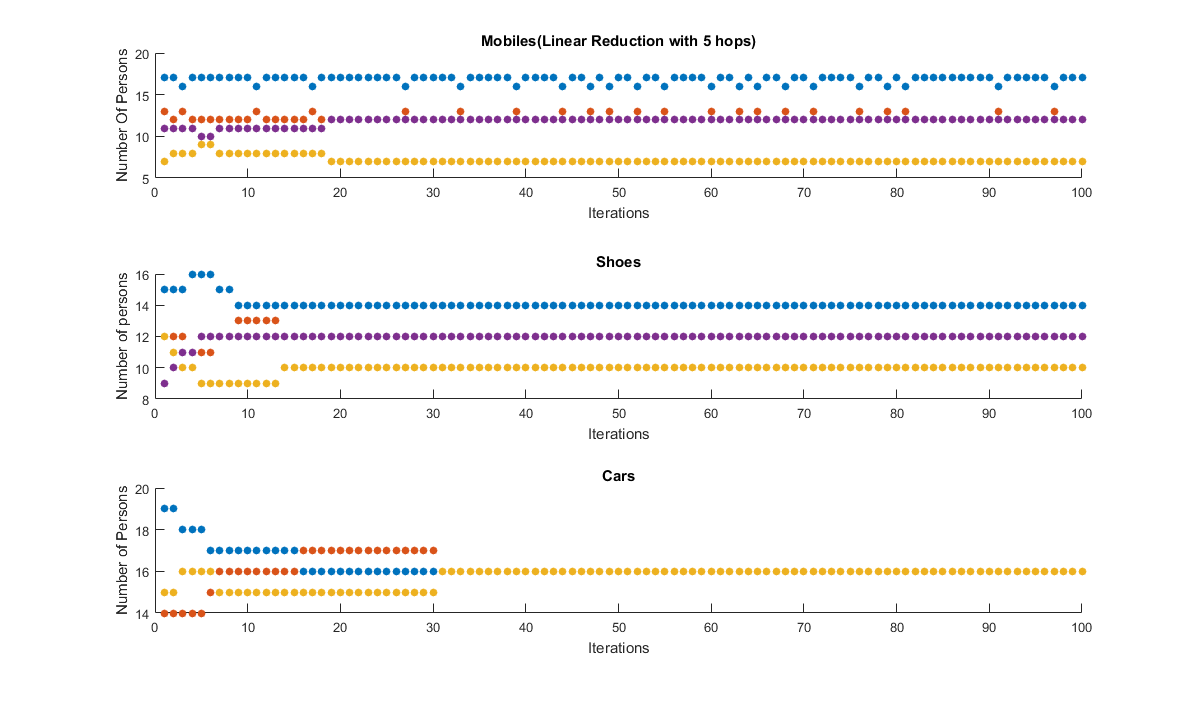 Mobiles(Linear Reduction with 5 hops)
Number Of Persons
20
15
10
5
0 10 20 30 40 50 60 70 80 90 100
Iterations
Shoes
Number of persons
16
14
12
10
8
0 10 20 30 40 50 60 70 80 90 100
Iterations
Cars
Number of Persons
20
18
16
14
0 10 20 30 40 50 60 70 80 90 100
Iterations